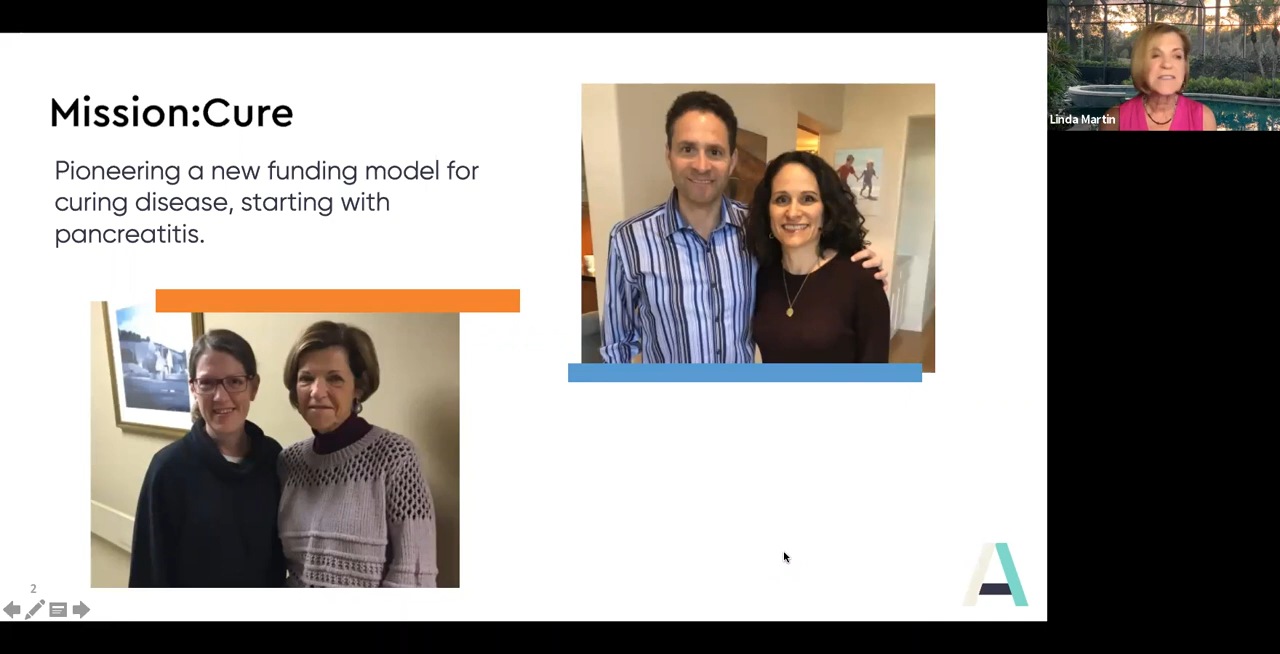 Mission:Cure
Pioneering a new funding model for
curing disease, starting with
pancreatitis.
Linda Martin
2